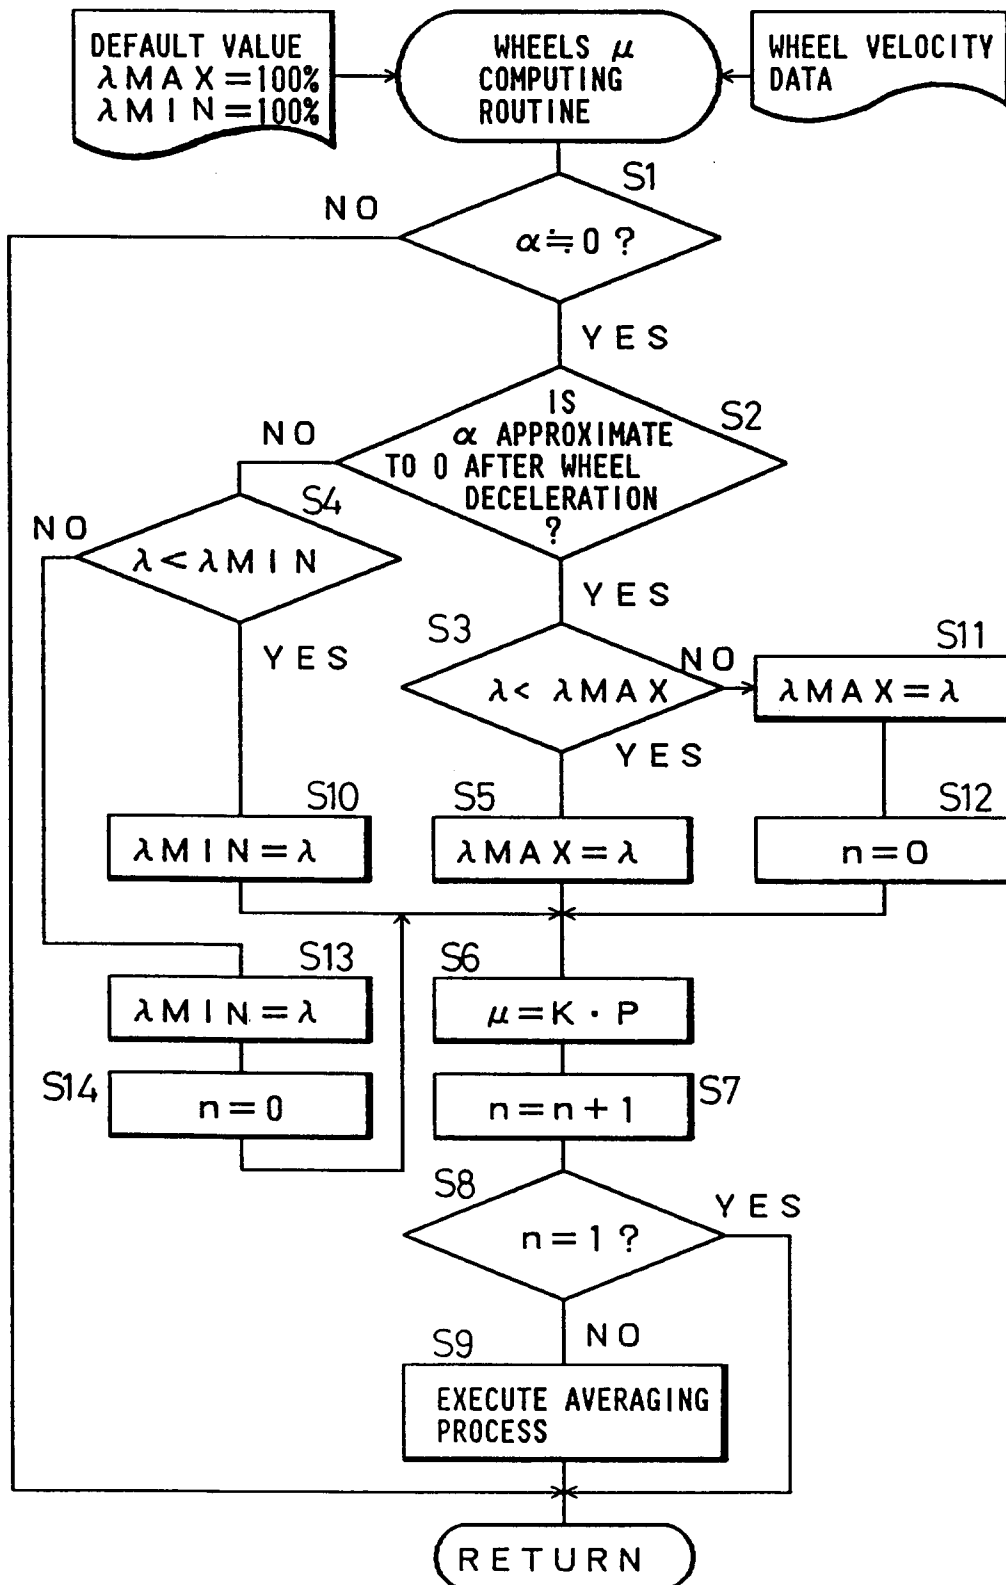 DEFAULT VALUE
λMAX=100%
λMIN=100%
WHEELS μ
COMPUTING
ROUTINE
WHEEL VELOCITY
DATA
S1
NO
α≒0?
YES
IS
α APPROXIMATE
TO 0 AFTER WHEEL
DECELERATION
?
S2
NO
S4
NO
λ<λMIN
YES
YES
S3
λ< λMAX
NO
S11
λMAX=λ
YES
S10
λMIN=λ
S5
λMAX=λ
S12
n=0
S13
λMIN=λ
S6
μ=K・P
S14
n=0
S7
n=n+1
S8
n=1?
YES
NO
S9
EXECUTE AVERAGING
PROCESS
RETURN